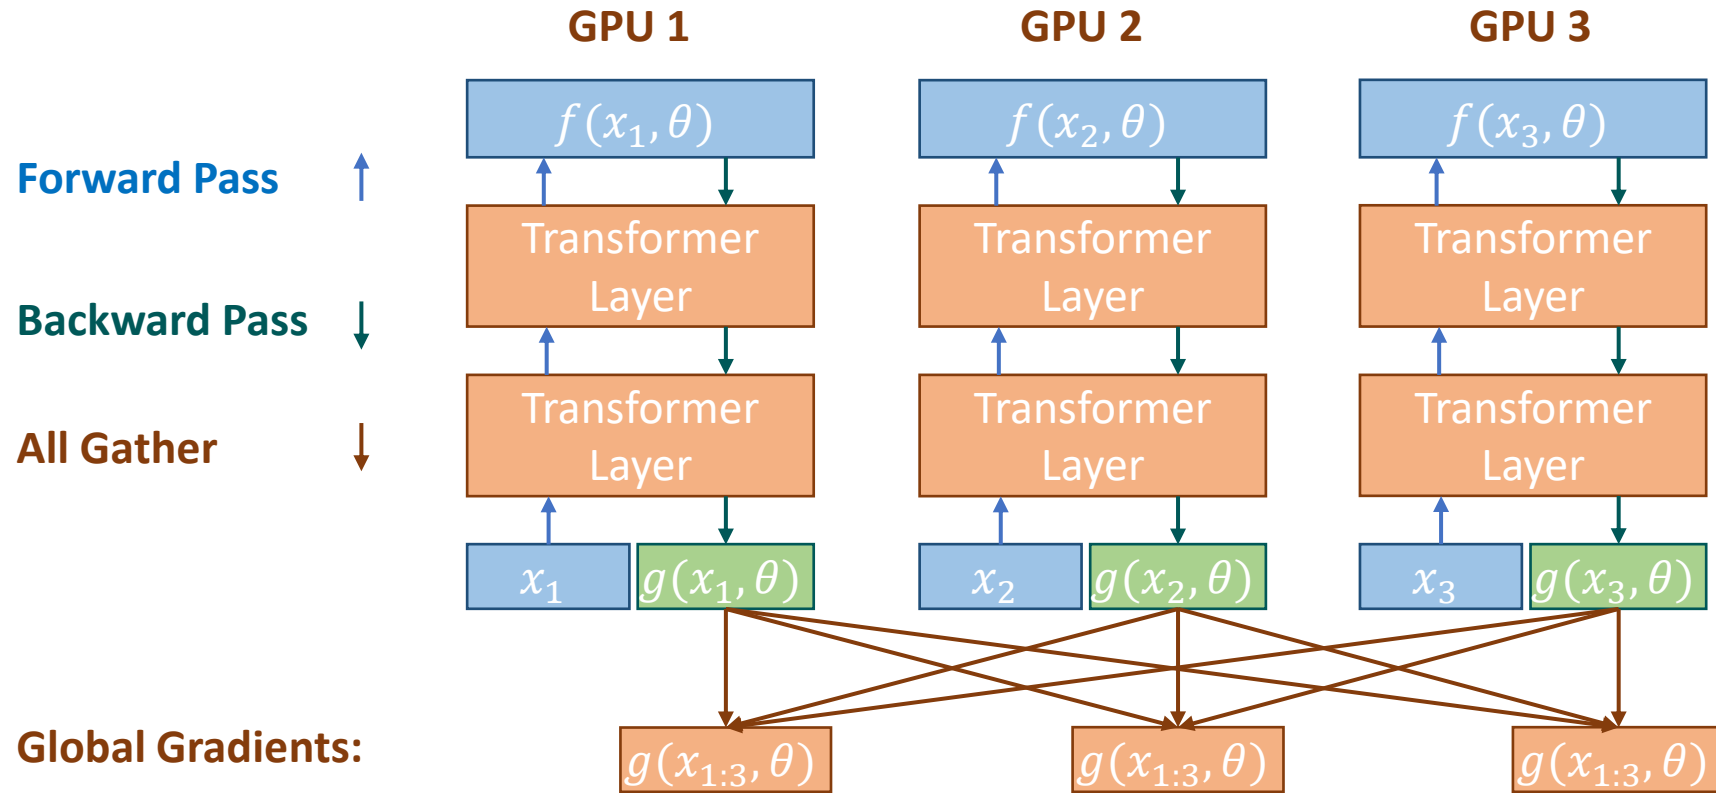 GPU 1 GPU 2 GPU 3
f(x₁, θ) f(x₂, θ) f(x₃, θ)
Forward Pass
Transformer Layer Transformer Layer Transformer Layer
Backward Pass
Transformer Layer Transformer Layer Transformer Layer
All Gather
x₁ g(x₁, θ) x₂ g(x₂, θ) x₃ g(x₃, θ)
Global Gradients:
g(x₁:₃, θ) g(x₁:₃, θ) g(x₁:₃, θ)